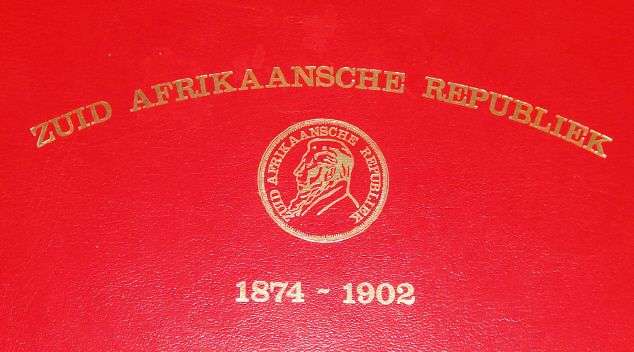 ZUID AFRIKAANSCHE REPUBLIEK
ZUID AFRIKAANSCHE REPUBLIEK
1874 ~ 1902